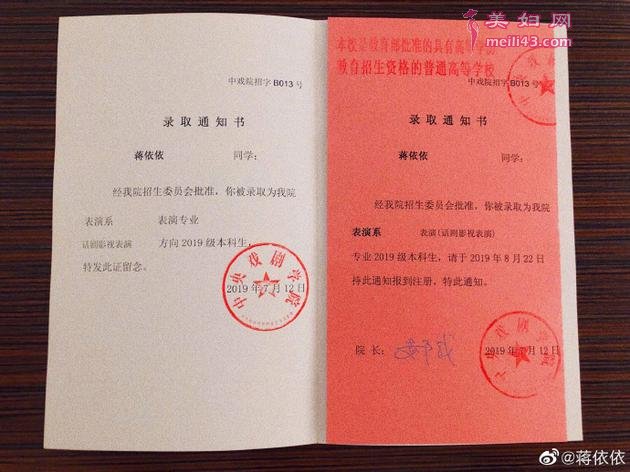 美妇网
meili43.com
中戏院招字 B013 号
录取通知书
蒋依依 同学：
经我院招生委员会批准，你被录取为我院
表演系 表演专业
话剧影视表演 方向 2019 级本科生，
特发此证留念。
中央戏剧学院
2019 年 7 月 12 日
本校是教育部批准的具有高等学历
教育招生资格的普通高等学校
中戏院招字 B013 号
录取通知书
蒋依依 同学：
经我院招生委员会批准，你被录取为我院
表演系 表演(话剧影视表演)
专业 2019 级本科生，请于 2019 年 8 月 22 日
持此通知报到注册，特此通知。
院长：
2019 年 7 月 12 日
@蒋依依